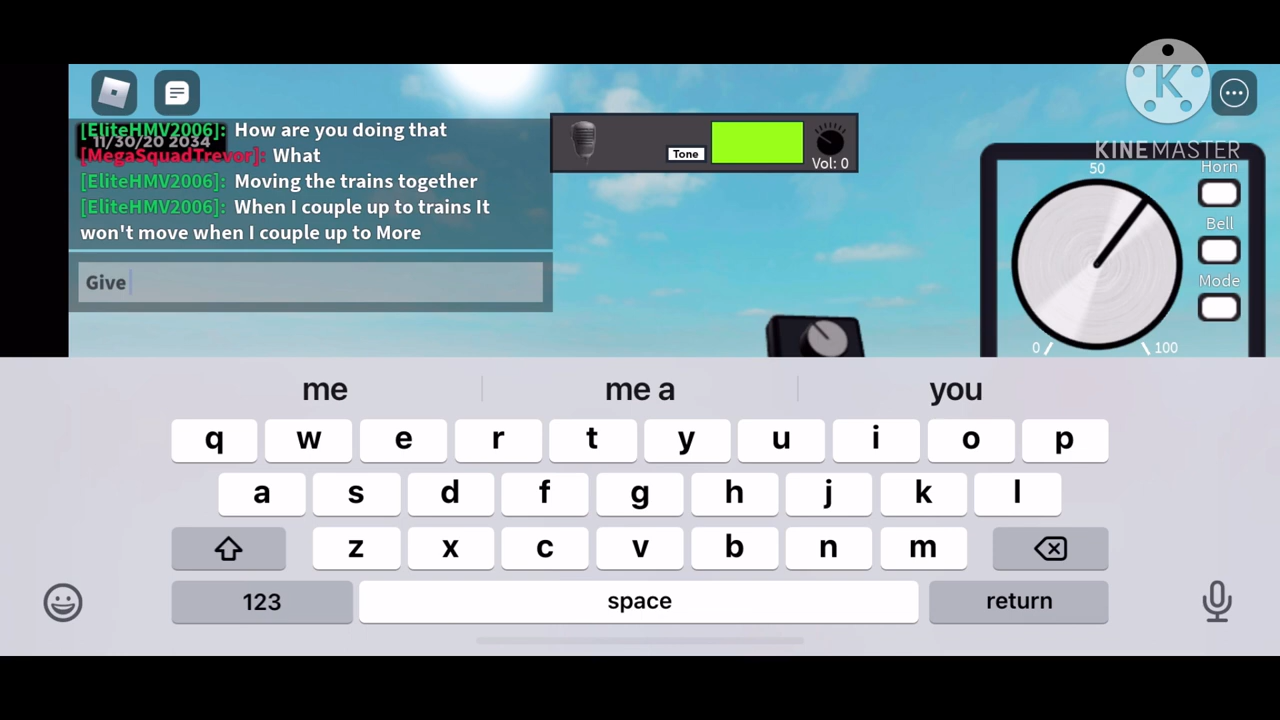 [EliteHMV2006]: How are you doing that
11/30/20 2034
[MegaSquadTrevor]: What
[EliteHMV2006]: Moving the trains together
[EliteHMV2006]: When I couple up to trains It
won't move when I couple up to More
Give
Tone
Vol: 0
K
KINEMASTER
50
Horn
Bell
Mode
0
100
me
me a
you
q w e r t y u i o p
a s d f g h j k l
z x c v b n m
123
space
return